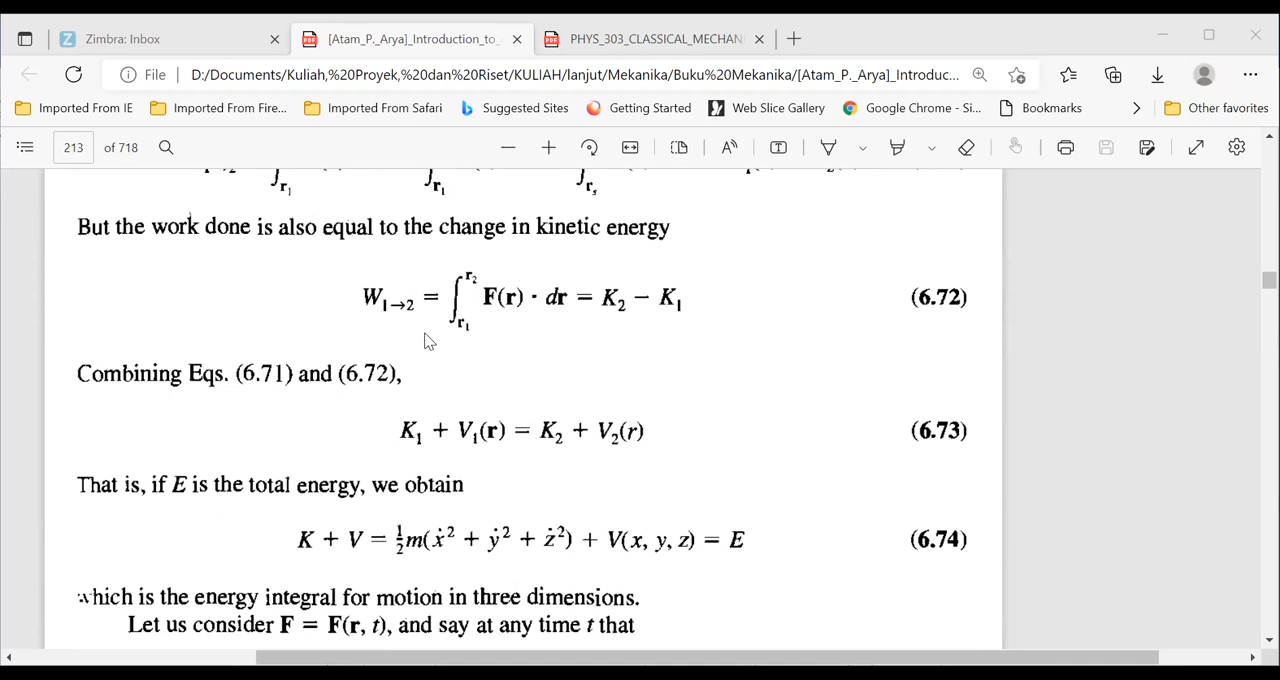 Zimbra: Inbox
[Atam_P._Arya]_Introduction_to_
PHYS_303_CLASSICAL_MECHAN
File D:/Documents/Kuliah,%20Proyek,%20dan%20Riset/KULIAH/lanjut/Mekanika/Buku%20Mekanika/[Atam_P._Arya]_Introduc...
Imported From IE Imported From Fire... Imported From Safari Suggested Sites Getting Started Web Slice Gallery Google Chrome - Si... Bookmarks Other favorites
213 of 718
But the work done is also equal to the change in kinetic energy
W₁→₂ = ∫_{r₁}^{r₂} F(r) · dr = K₂ − K₁ (6.72)
Combining Eqs. (6.71) and (6.72),
K₁ + V₁(r) = K₂ + V₂(r) (6.73)
That is, if E is the total energy, we obtain
K + V = ½m(ẋ² + ẏ² + ż²) + V(x, y, z) = E (6.74)
which is the energy integral for motion in three dimensions.
Let us consider F = F(r, t), and say at any time t that